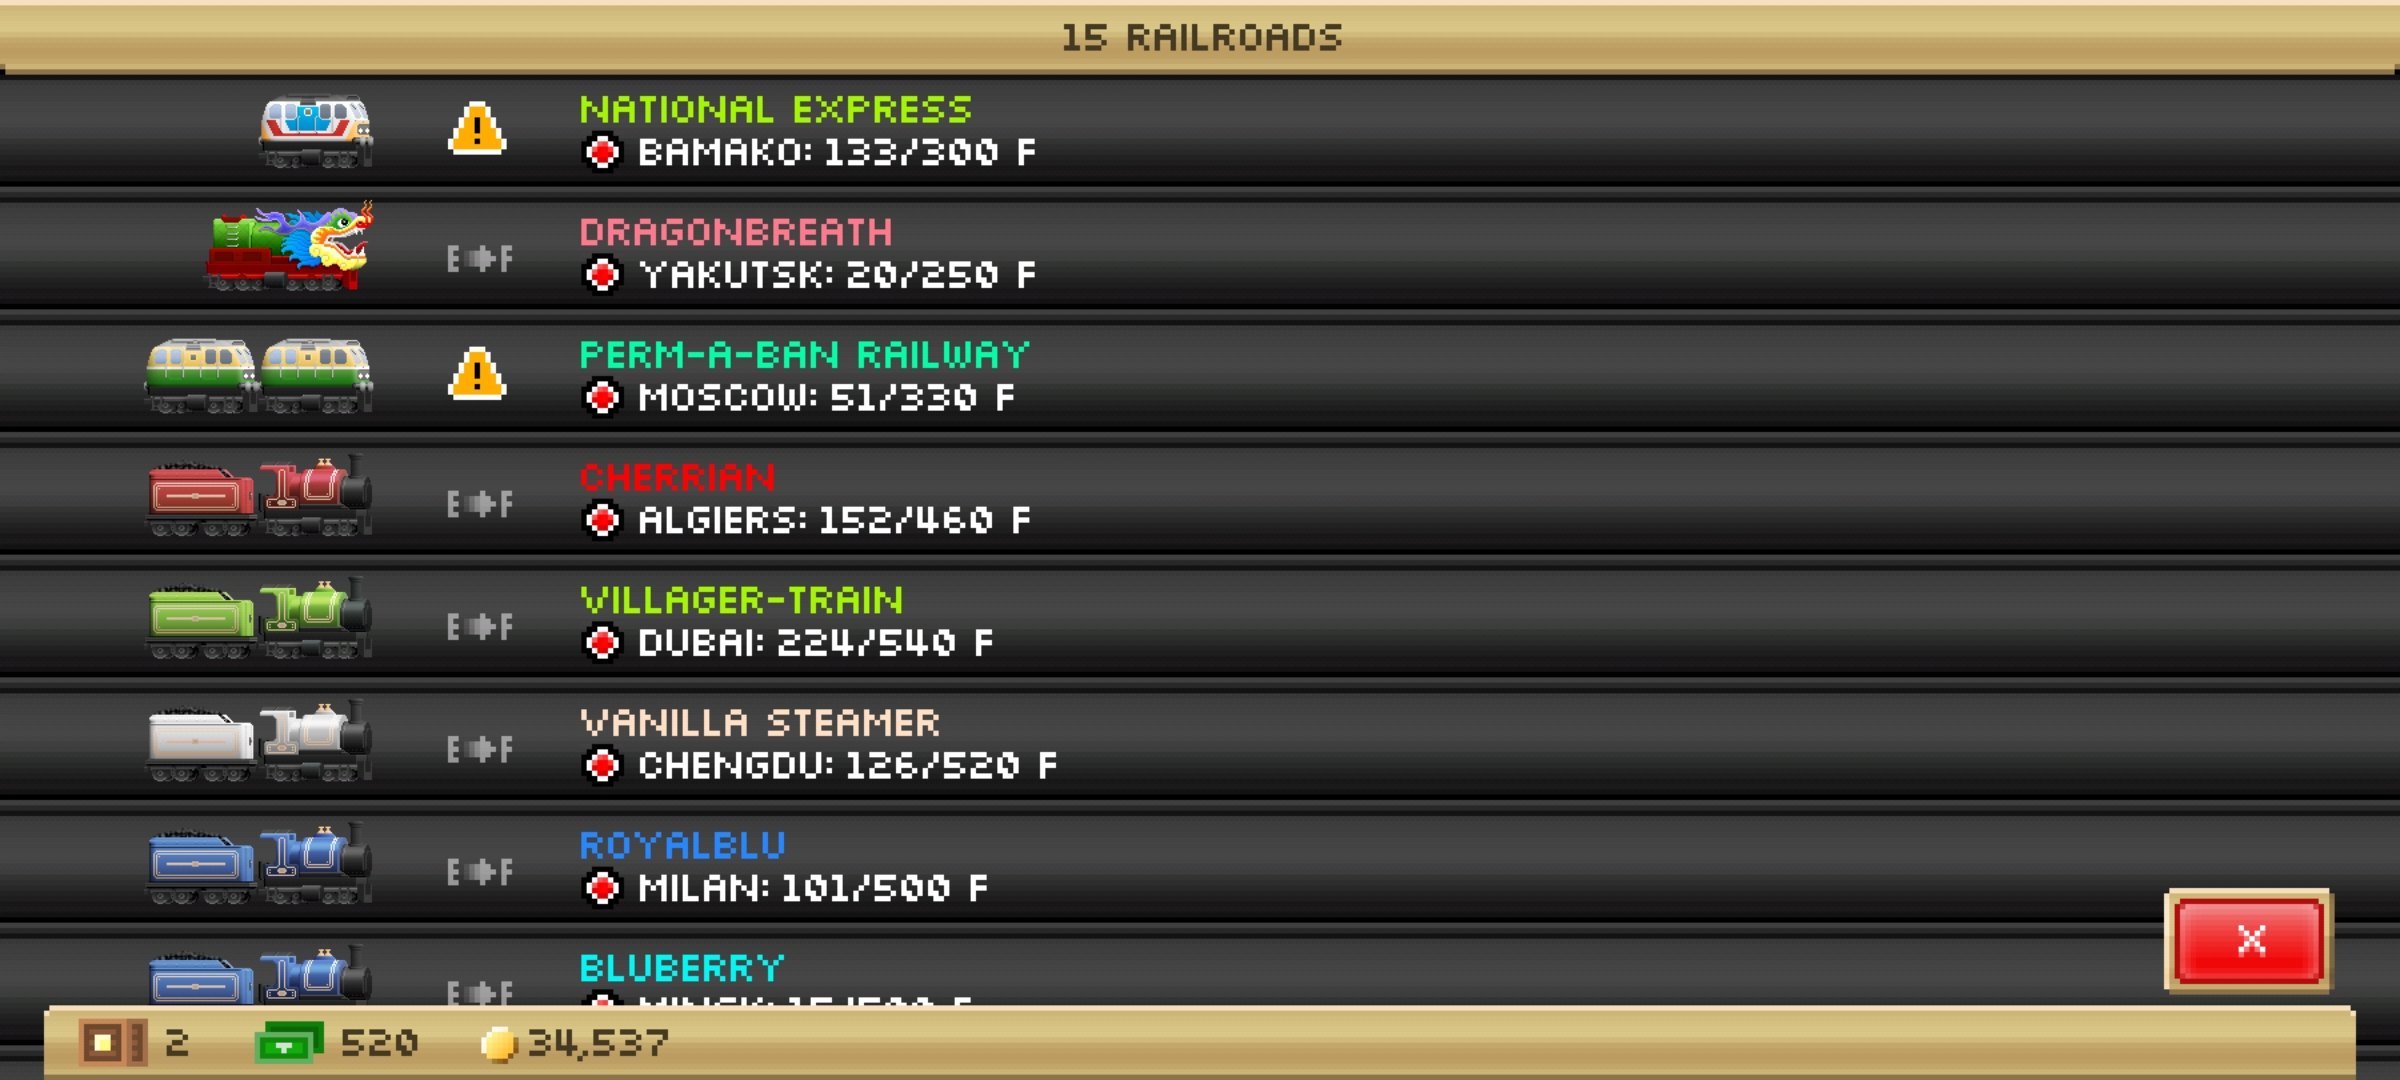 15 RAILROADS
NATIONAL EXPRESS
BAMAKO: 133/300 F
E F
DRAGONBREATH
YAKUTSK: 20/250 F
PERM-A-BAN RAILWAY
MOSCOW: 51/330 F
E F
CHERRIAN
ALGIERS: 152/460 F
E F
VILLAGER-TRAIN
DUBAI: 224/540 F
E F
VANILLA STEAMER
CHENGDU: 126/520 F
E F
ROYALBLU
MILAN: 101/500 F
E F
BLUBERRY
X
2 520 34,537